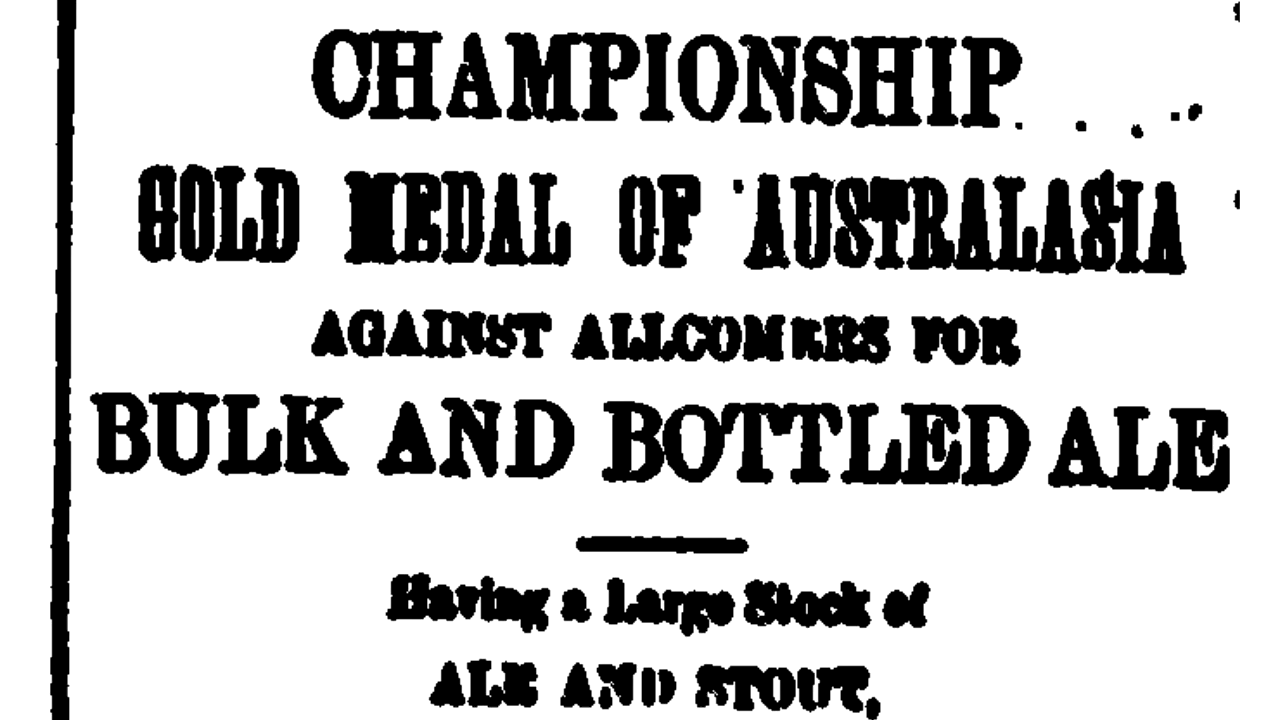 CHAMPIONSHIP
GOLD MEDAL OF AUSTRALASIA
AGAINST ALLCOMERS FOR
BULK AND BOTTLED ALE
Having a Large Stock of
ALE AND STOUT,